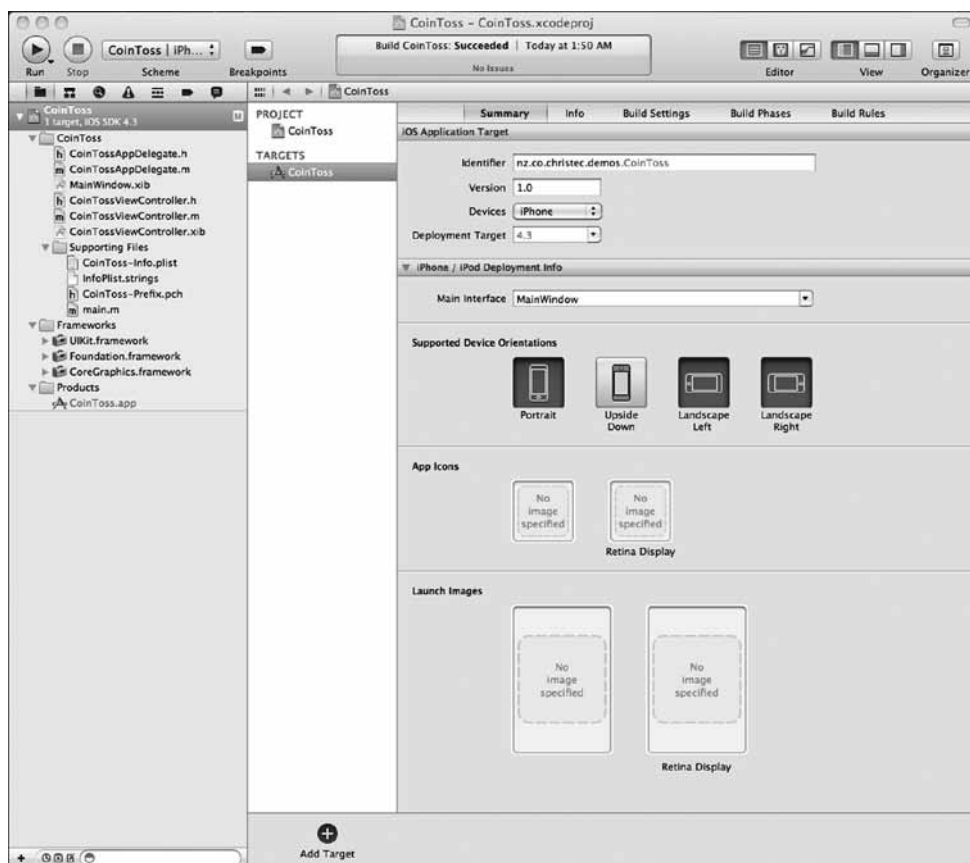 CoinToss – CoinToss.xcodeproj
CoinToss | iPh...
Build CoinToss: Succeeded | Today at 1:50 AM
No Issues
Run
Stop
Scheme
Breakpoints
Editor
View
Organizer
CoinToss
1 target, iOS SDK 4.3
M
CoinToss
h CoinTossAppDelegate.h
m CoinTossAppDelegate.m
MainWindow.xib
h CoinTossViewController.h
m CoinTossViewController.m
CoinTossViewController.xib
Supporting Files
CoinToss-Info.plist
InfoPlist.strings
h CoinToss-Prefix.pch
m main.m
Frameworks
UIKit.framework
Foundation.framework
CoreGraphics.framework
Products
CoinToss.app
CoinToss
PROJECT
CoinToss
TARGETS
CoinToss
Summary
Info
Build Settings
Build Phases
Build Rules
iOS Application Target
Identifier nz.co.christec.demos.CoinToss
Version 1.0
Devices iPhone
Deployment Target 4.3
iPhone / iPod Deployment Info
Main Interface MainWindow
Supported Device Orientations
Portrait
Upside Down
Landscape Left
Landscape Right
App Icons
No image specified
No image specified
Retina Display
Launch Images
No image specified
No image specified
Retina Display
Add Target